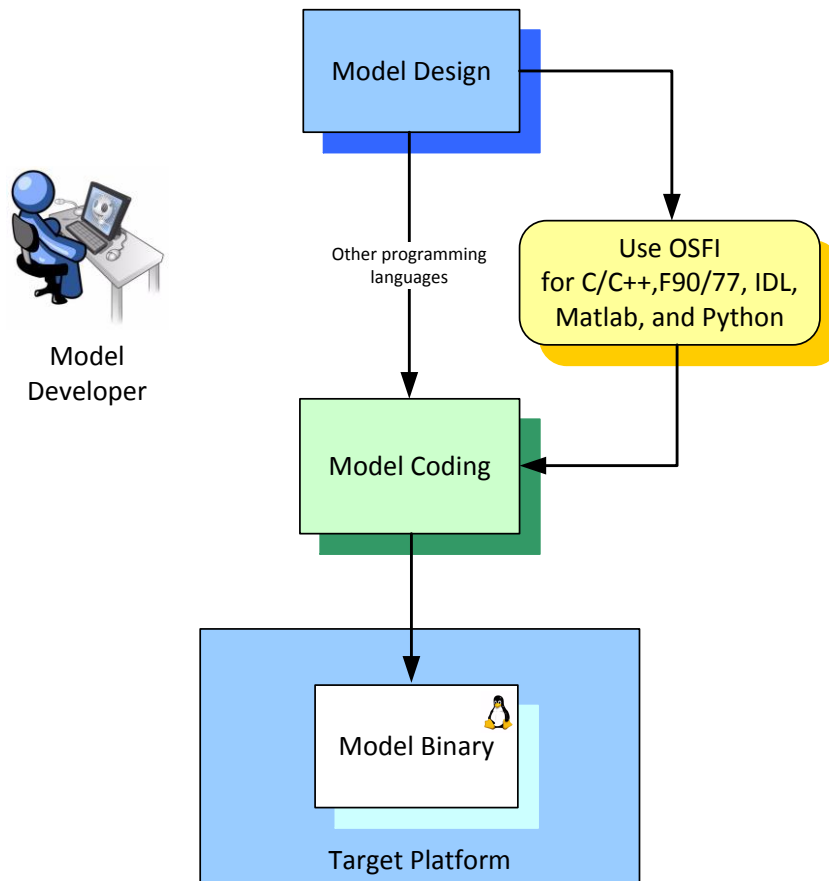 Model Design
Other programming
languages
Use OSFI
for C/C++,F90/77, IDL,
Matlab, and Python
Model
Developer
Model Coding
Model Binary
Target Platform